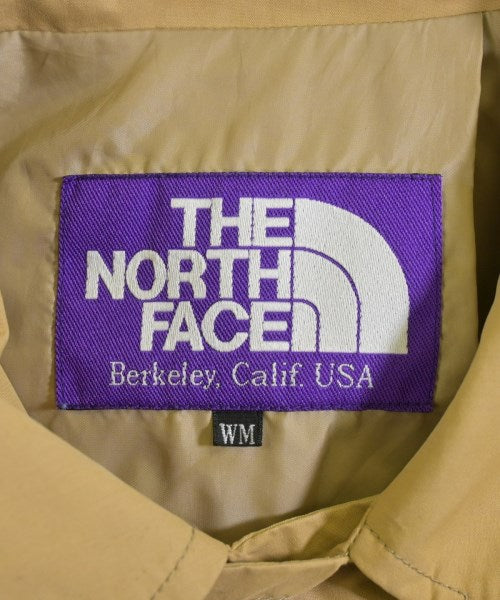 THE
NORTH
FACE
Berkeley, Calif. USA
WM